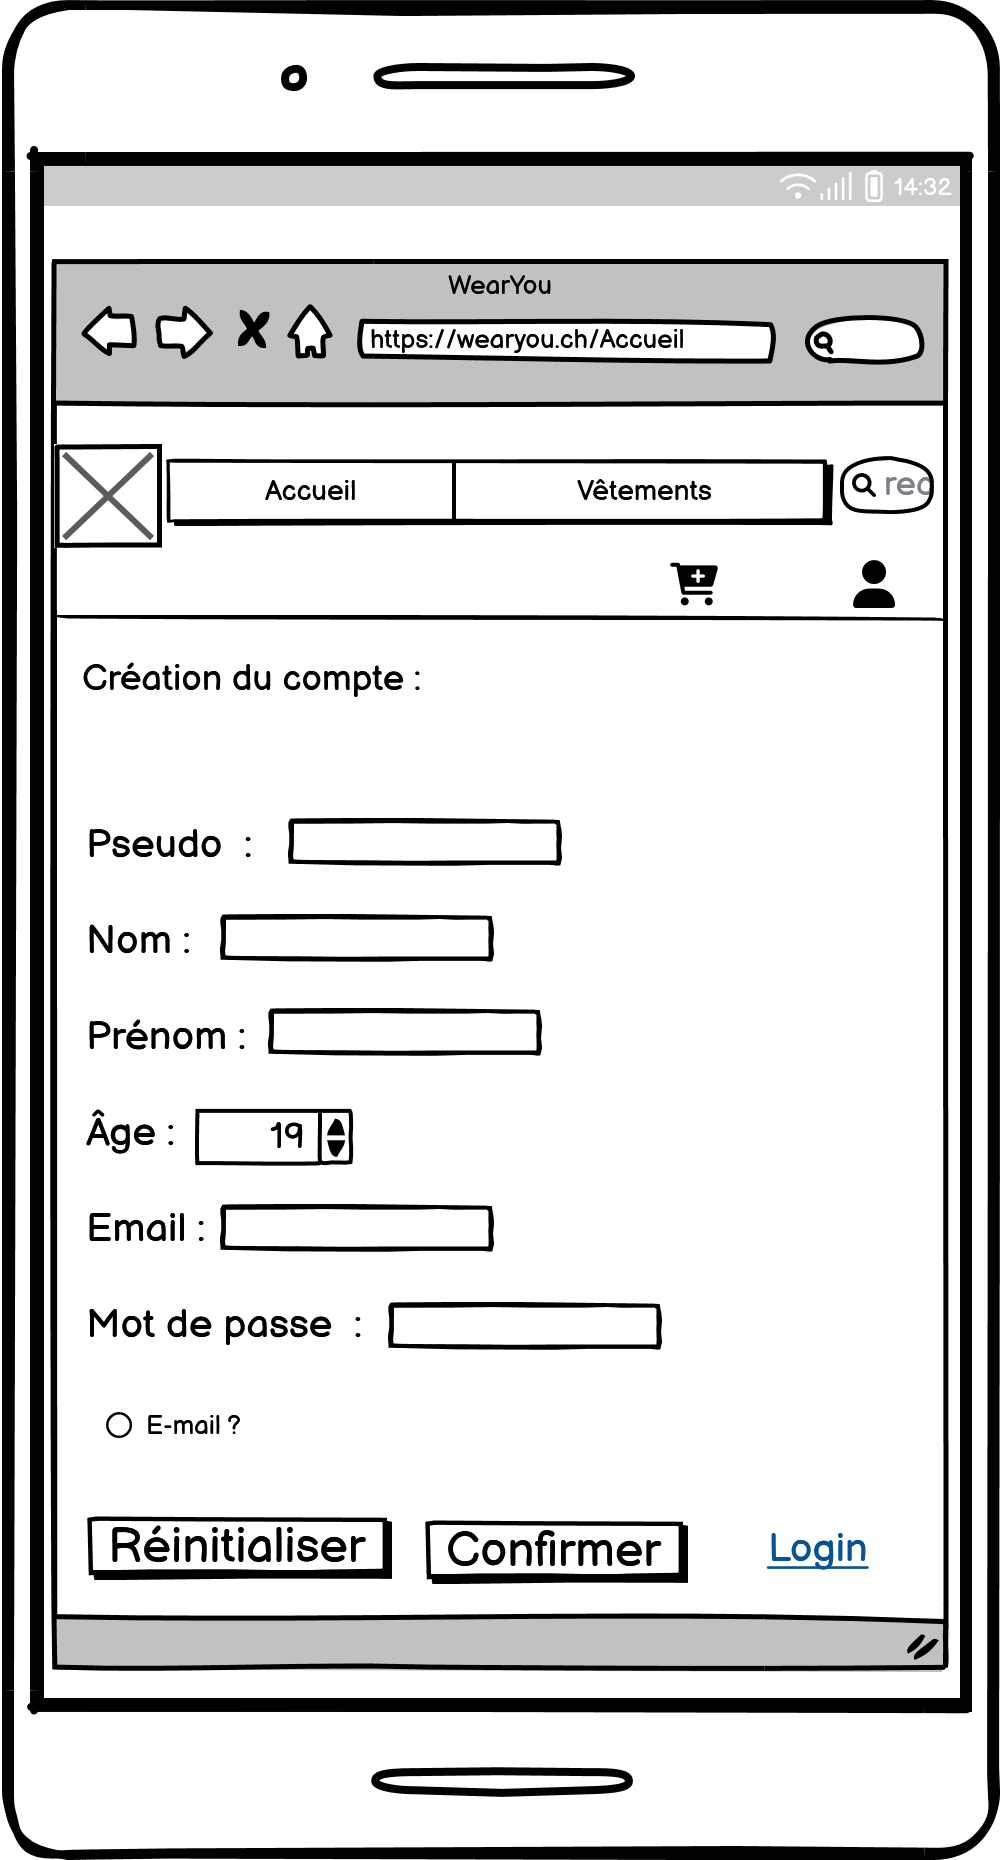 14:32
WearYou
https://wearyou.ch/Accueil
Accueil
Vêtements
rec
Création du compte :
Pseudo :
Nom :
Prénom :
Âge : 19
Email :
Mot de passe :
E-mail ?
Réinitialiser
Confirmer
Login